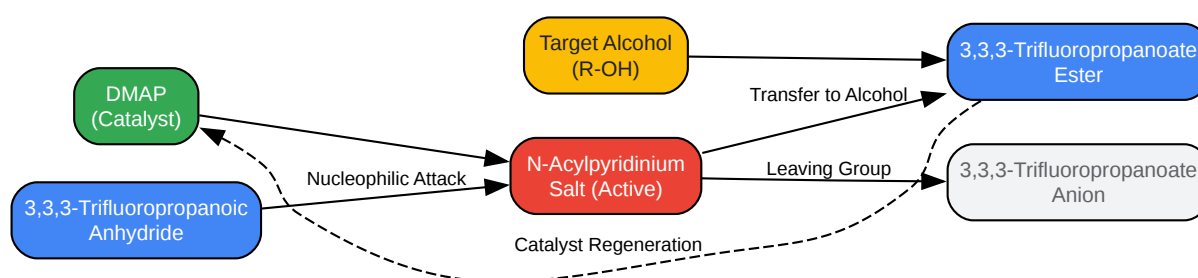 Target Alcohol
(R-OH)
3,3,3-Trifluoropropanoate
Ester
DMAP
(Catalyst)
Transfer to Alcohol
N-Acylpyridinium
Salt (Active)
Nucleophilic Attack
Leaving Group
3,3,3-Trifluoropropanoate
Anion
3,3,3-Trifluoropropanoic
Anhydride
Catalyst Regeneration